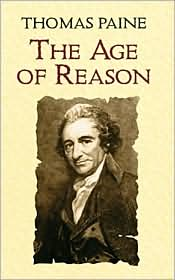 THOMAS PAINE
THE AGE OF
REASON